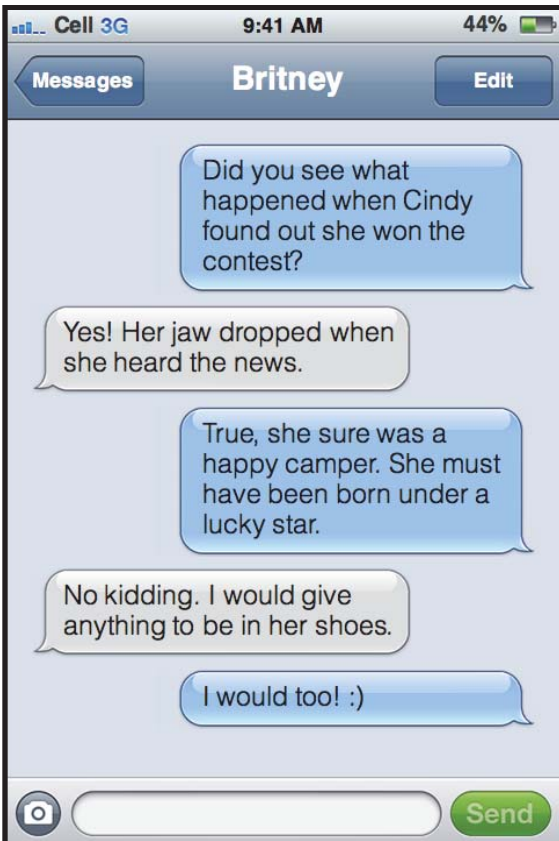 Cell 3G 9:41 AM 44%
Messages Britney Edit
Did you see what
happened when Cindy
found out she won the
contest?
Yes! Her jaw dropped when
she heard the news.
True, she sure was a
happy camper. She must
have been born under a
lucky star.
No kidding. I would give
anything to be in her shoes.
I would too! :)
Send